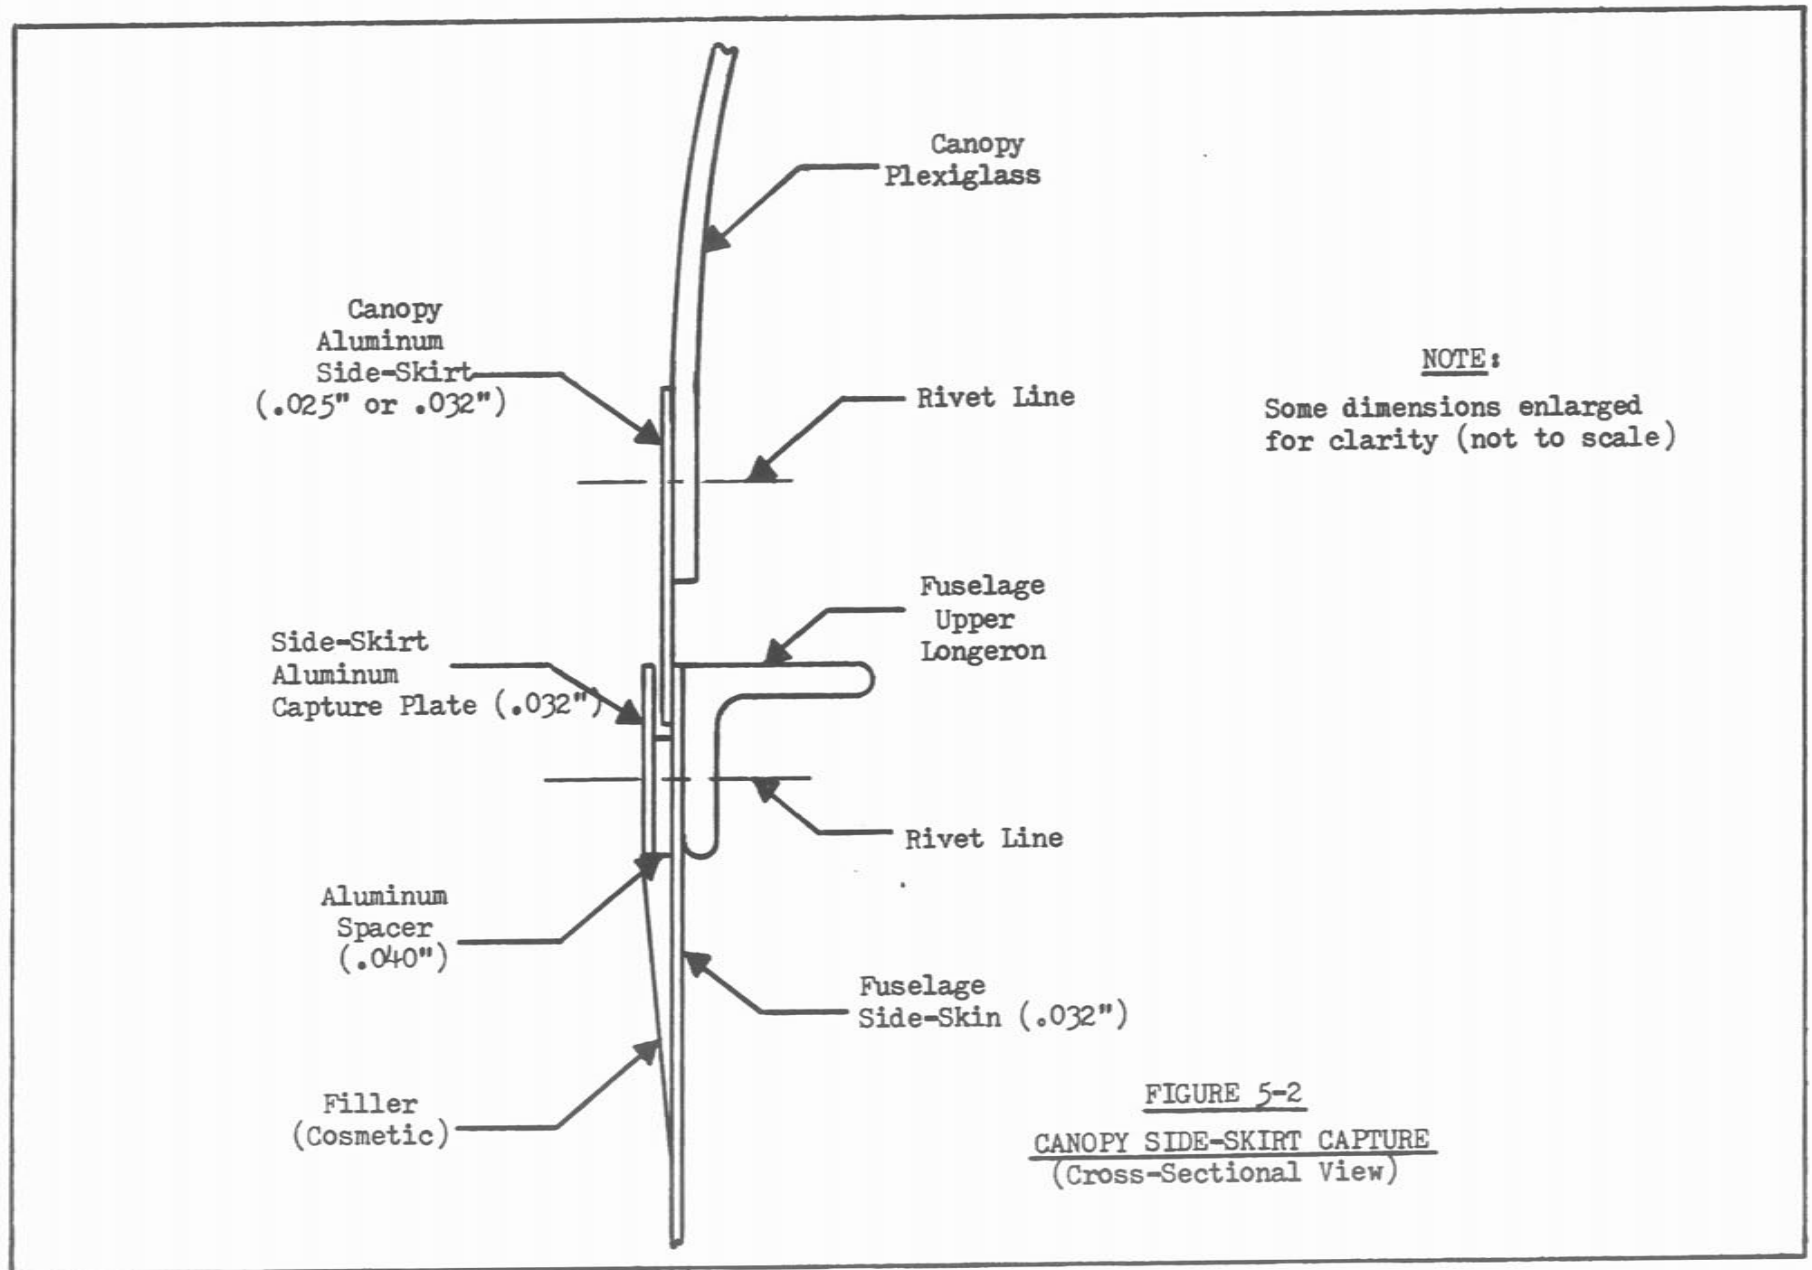 Canopy
Plexiglass
Canopy
Aluminum
Side-Skirt
(.025" or .032")
Rivet Line
NOTE:
Some dimensions enlarged
for clarity (not to scale)
Fuselage
Upper
Longeron
Side-Skirt
Aluminum
Capture Plate (.032")
Rivet Line
Aluminum
Spacer
(.040")
Fuselage
Side-Skin (.032")
Filler
(Cosmetic)
FIGURE 5-2
CANOPY SIDE-SKIRT CAPTURE
(Cross-Sectional View)